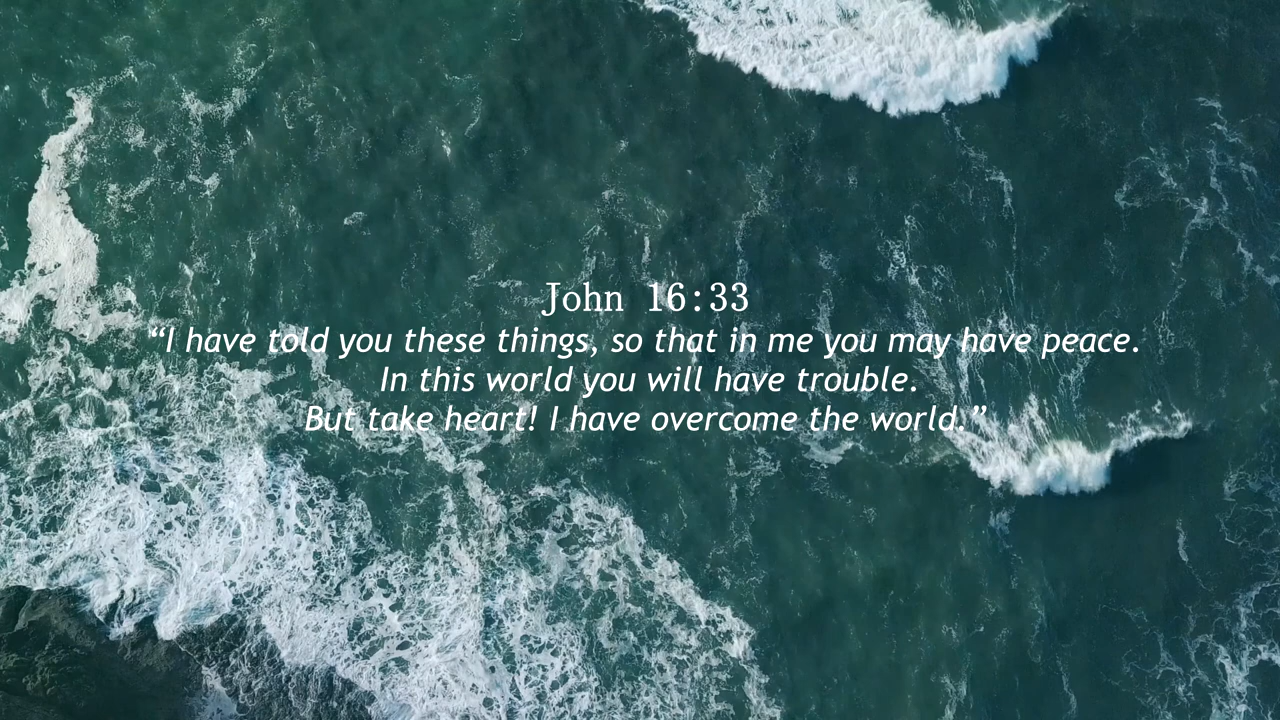 John 16:33
“I have told you these things, so that in me you may have peace.
In this world you will have trouble.
But take heart! I have overcome the world.”